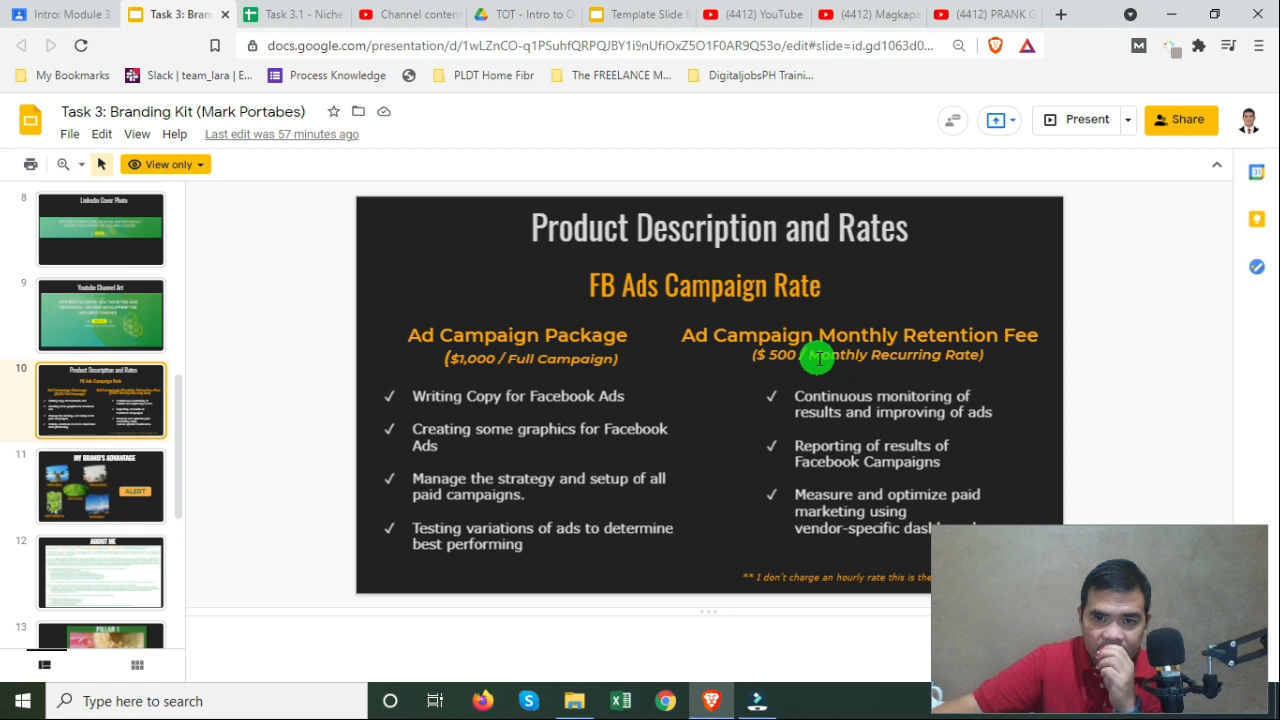 Intro: Module 3
Task 3: Bran
Task 3.1 - Niche
Channel conten
TOT - Intro to O
Template Slide f
(4412) YouTube
(4412) Magkapa
(4412) PRANK G
docs.google.com/presentation/d/1wLZnCO-q1PSuhfQRPQJBY1i9nUfiOxZ5O1F0AR9Q53o/edit#slide=id.gd1063d0...
My Bookmarks
Slack | team_lara | E...
Process Knowledge
PLDT Home Fibr
The FREELANCE M...
DigitaljobsPH Traini...
Task 3: Branding Kit (Mark Portabes)
File Edit View Help Last edit was 57 minutes ago
Present
Share
View only
8
Linkedin Cover Photo
9
Youtube Channel Art
10
Product Description and Rates
FB Ads Campaign Rate
11
MY BRAND'S ADVANTAGE
ALERT
12
ABOUT ME
13
PILLAR 1
Product Description and Rates
FB Ads Campaign Rate
Ad Campaign Package
($1,000 / Full Campaign)
✓ Writing Copy for Facebook Ads
✓ Creating some graphics for Facebook
Ads
✓ Manage the strategy and setup of all
paid campaigns.
✓ Testing variations of ads to determine
best performing
Ad Campaign Monthly Retention Fee
($ 500 / Monthly Recurring Rate)
✓ Continuous monitoring of
results and improving of ads
✓ Reporting of results of
Facebook Campaigns
✓ Measure and optimize paid
marketing using
vendor-specific
** I don't charge an hourly rate this is the
Type here to search